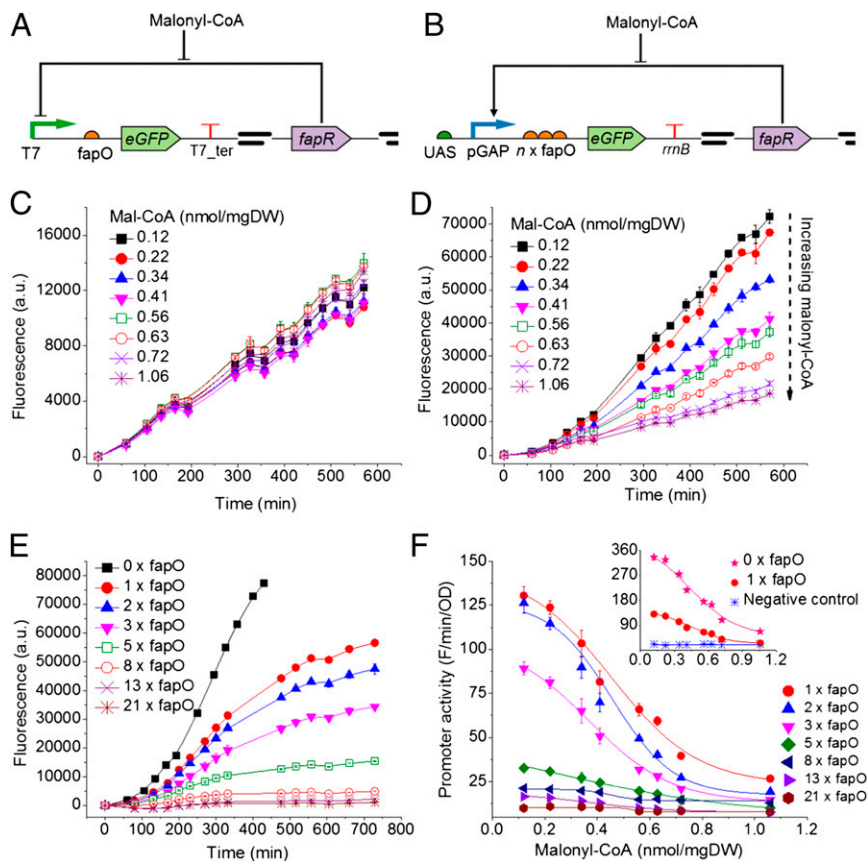 A
Malonyl-CoA
T7
fapO
eGFP
T7_ter
fapR
B
Malonyl-CoA
UAS
pGAP
n x fapO
eGFP
rrnB
fapR
C
Mal-CoA (nmol/mgDW)
0.12
0.22
0.34
0.41
0.56
0.63
0.72
1.06
16000
12000
8000
4000
0
Fluorescence (a.u.)
0 100 200 300 400 500 600
Time (min)
D
Mal-CoA (nmol/mgDW)
0.12
0.22
0.34
0.41
0.56
0.63
0.72
1.06
70000
60000
50000
40000
30000
20000
10000
0
Fluorescence (a.u.)
Increasing malonyl-CoA
0 100 200 300 400 500 600
Time (min)
E
0 x fapO
1 x fapO
2 x fapO
3 x fapO
5 x fapO
8 x fapO
13 x fapO
21 x fapO
80000
70000
60000
50000
40000
30000
20000
10000
0
Fluorescence (a.u.)
0 100 200 300 400 500 600 700 800
Time (min)
F
150
125
100
75
50
25
Promoter activity (F/min/OD)
360
270
180
90
0.0 0.3 0.6 0.9 1.2
0 x fapO
1 x fapO
Negative control
1 x fapO
2 x fapO
3 x fapO
5 x fapO
8 x fapO
13 x fapO
21 x fapO
0.0 0.2 0.4 0.6 0.8 1.0 1.2
Malonyl-CoA (nmol/mgDW)